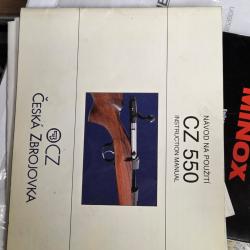 NÁVOD NA POUŽITÍ
CZ 550
INSTRUCTION MANUAL
CZ
ČESKÁ ZBROJOVKA
MINOX